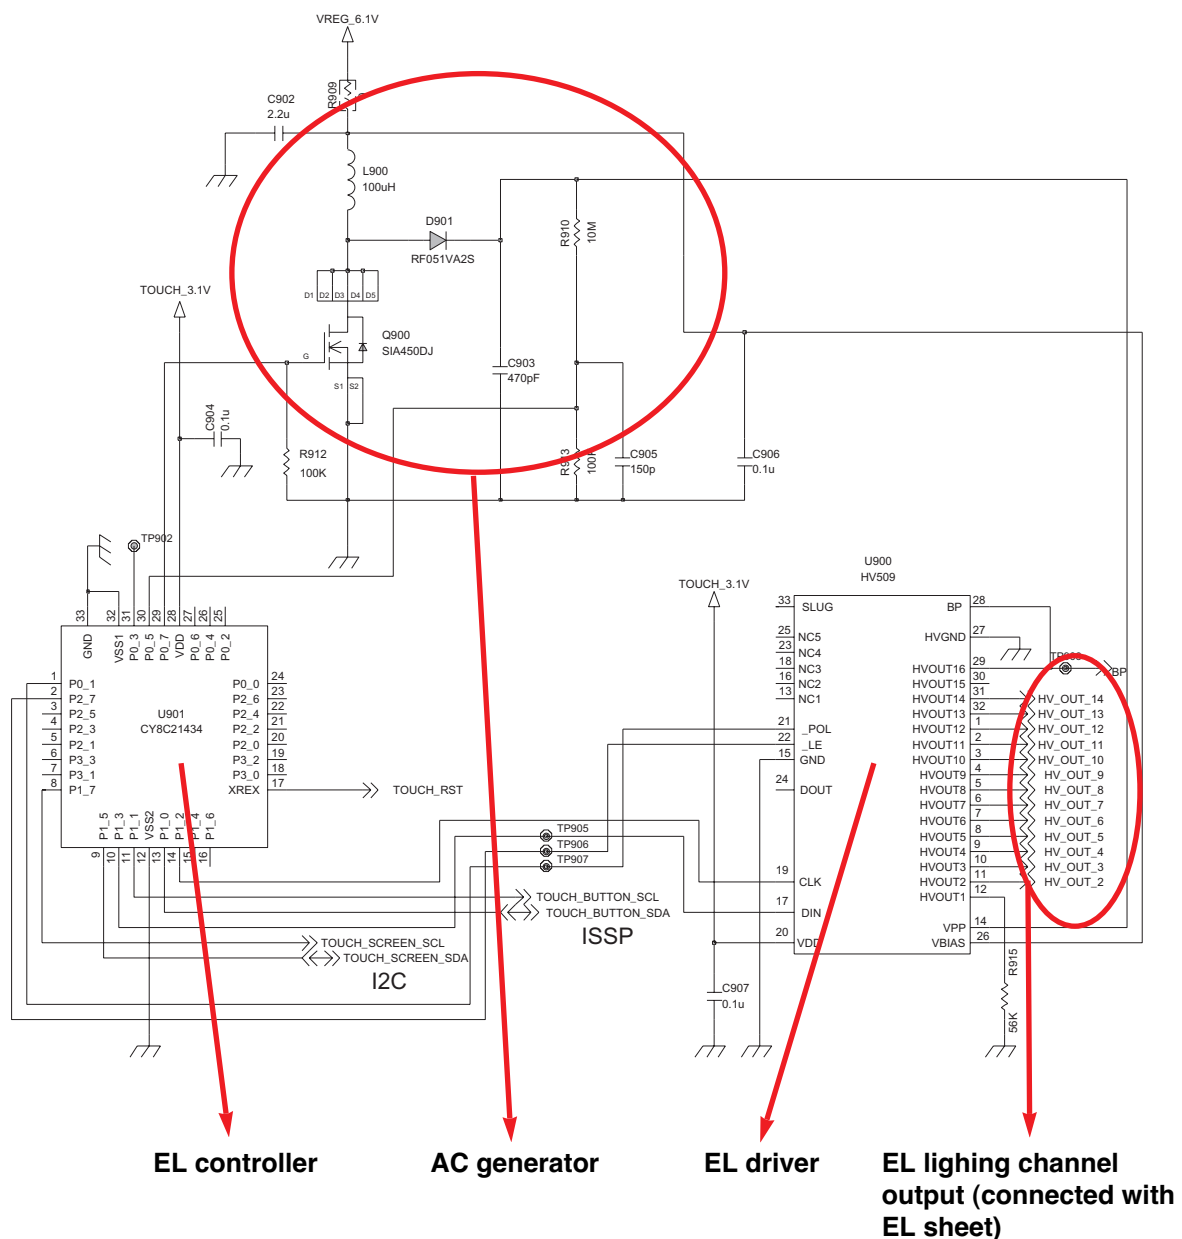 VREG_6.1V
R909
C902
2.2u
L900
100uH
D901
RF051VA2S
R910
10M
TOUCH_3.1V
D1 D2 D3 D4 D5
Q900
SIA450DJ
G
S1 S2
C903
470pF
C904
0.1u
R912
100K
R913
C905
150p
C906
0.1u
TP902
U900
HV509
TOUCH_3.1V
33 32 31 30 29 28 27 26 25
GND VSS1 P0_3 P0_5 P0_7 VDD P0_6 P0_4 P0_2
1 P0_1
2 P2_7
3 P2_5
4 P2_3
5 P2_1
6 P3_3
7 P3_1
8 P1_7
U901
CY8C21434
P0_0 24
P2_6 23
P2_4 22
P2_2 21
P2_0 20
P3_2 19
P3_0 18
XREX 17
TOUCH_RST
P1_5 P1_3 P1_1 VSS2 P1_0 P1_2 P1_4 P1_6
9 10 11 12 13 14 15 16
33 SLUG
25 NC5
23 NC4
18 NC3
16 NC2
13 NC1
21 _POL
22 _LE
15 GND
24 DOUT
19 CLK
17 DIN
20 VDD
BP 28
HVGND 27
HVOUT16 29
HVOUT15 30
HVOUT14 31
HVOUT13 32
HVOUT12 1
HVOUT11 2
HVOUT10 3
HVOUT9 4
HVOUT8 5
HVOUT7 6
HVOUT6 7
HVOUT5 8
HVOUT4 9
HVOUT3 10
HVOUT2 11
HVOUT1 12
VPP 14
VBIAS 26
BP
HV_OUT_14
HV_OUT_13
HV_OUT_12
HV_OUT_11
HV_OUT_10
HV_OUT_9
HV_OUT_8
HV_OUT_7
HV_OUT_6
HV_OUT_5
HV_OUT_4
HV_OUT_3
HV_OUT_2
TP905
TP906
TP907
TOUCH_BUTTON_SCL
TOUCH_BUTTON_SDA
ISSP
TOUCH_SCREEN_SCL
TOUCH_SCREEN_SDA
I2C
C907
0.1u
R915
56K
EL controller
AC generator
EL driver
EL lighing channel
output (connected with
EL sheet)